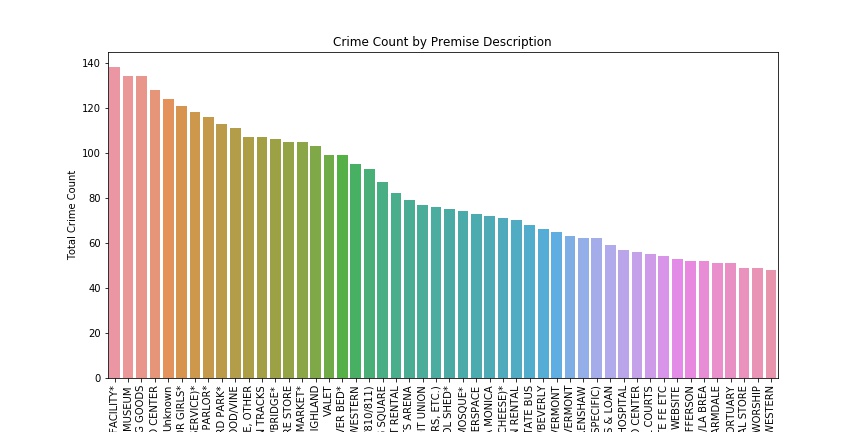 Crime Count by Premise Description
Total Crime Count
140
120
100
80
60
40
20
0
FACILITY*
MUSEUM
GOODS
CENTER
Unknown
GIRLS*
SERVICE)*
PARLOR*
PARK*
OOD/VINE
, OTHER
TRACKS
BRIDGE*
RE STORE
MARKET*
IGHLAND
VALET
VER BED*
WESTERN
810/811)
SQUARE
RENTAL
ARENA
IT UNION
RS, ETC.)
OL SHED*
MOSQUE*
ERSPACE
MONICA
CHEESE)*
RENTAL
TATE BUS
/BEVERLY
VERMONT
VERMONT
ENSHAW
SPECIFIC)
S & LOAN
HOSPITAL
CENTER
COURTS
FE ETC
WEBSITE
FFERSON
/LA BREA
ARMDALE
ORTUARY
AL STORE
WORSHIP
WESTERN